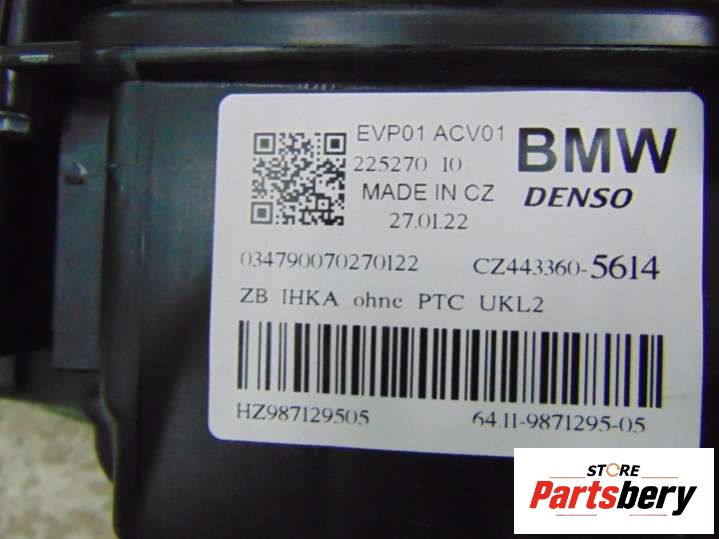 EVP01 ACV01
225270 10
MADE IN CZ
27.01.22
BMW
DENSO
034790070270122
CZ443360-5614
ZB IHKA ohne PTC UKL2
HZ987129505
64.11-9871295-05
STORE
Partsbery